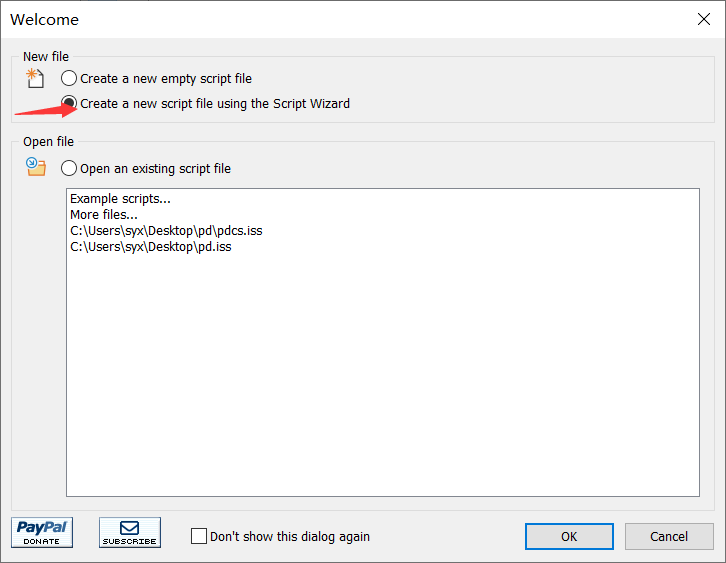 Welcome
New file
Create a new empty script file
Create a new script file using the Script Wizard
Open file
Open an existing script file
Example scripts...
More files...
C:\Users\syx\Desktop\pd\pdcs.iss
C:\Users\syx\Desktop\pd.iss
PayPal
DONATE
SUBSCRIBE
Don't show this dialog again
OK
Cancel